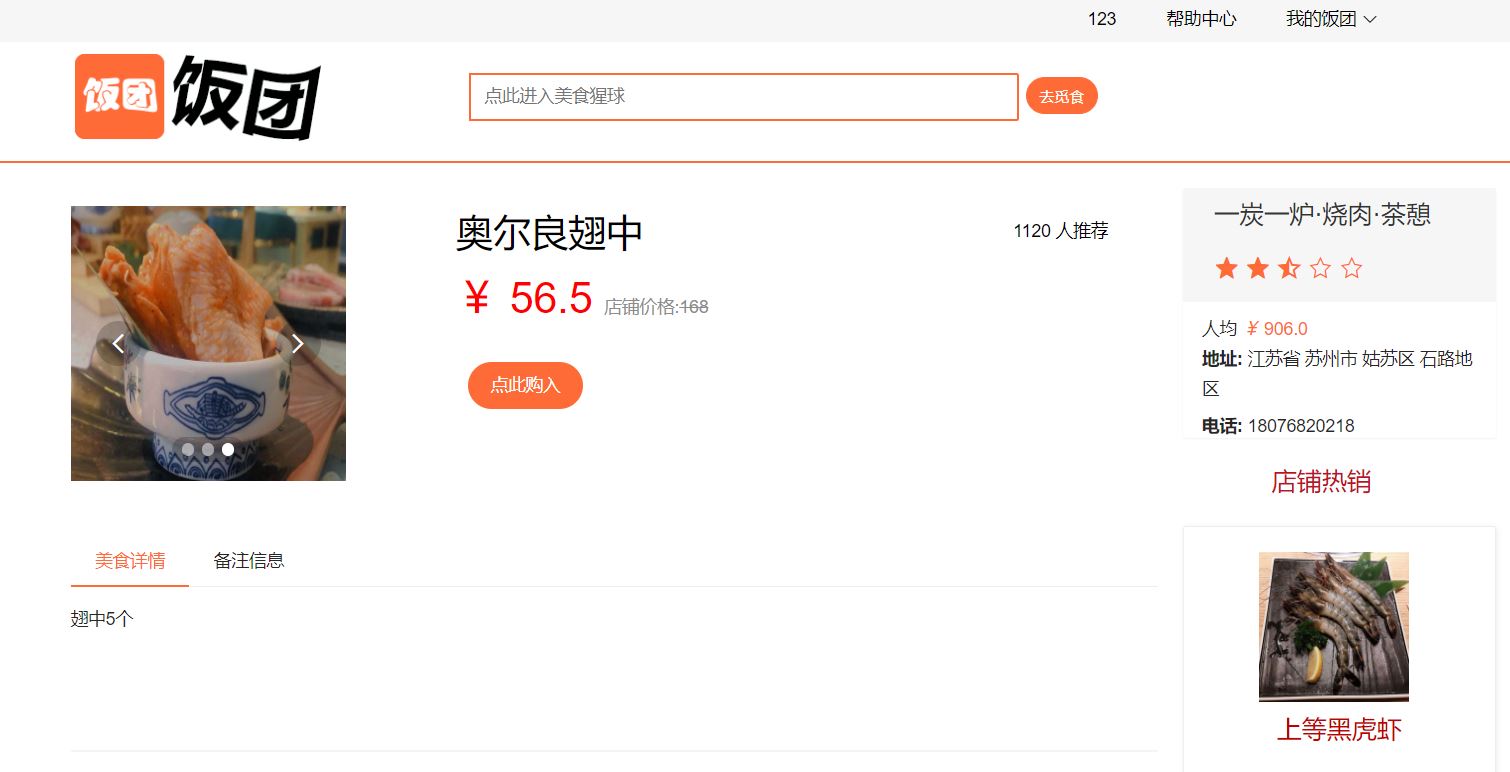 123 帮助中心 我的饭团
饭团 饭团
点此进入美食猩球 去觅食
奥尔良翅中
1120 人推荐
¥ 56.5 店铺价格:168
点此购入
美食详情 备注信息
翅中5个
一炭一炉·烧肉·茶憩
人均 ¥ 906.0
地址: 江苏省 苏州市 姑苏区 石路地
区
电话: 18076820218
店铺热销
上等黑虎虾